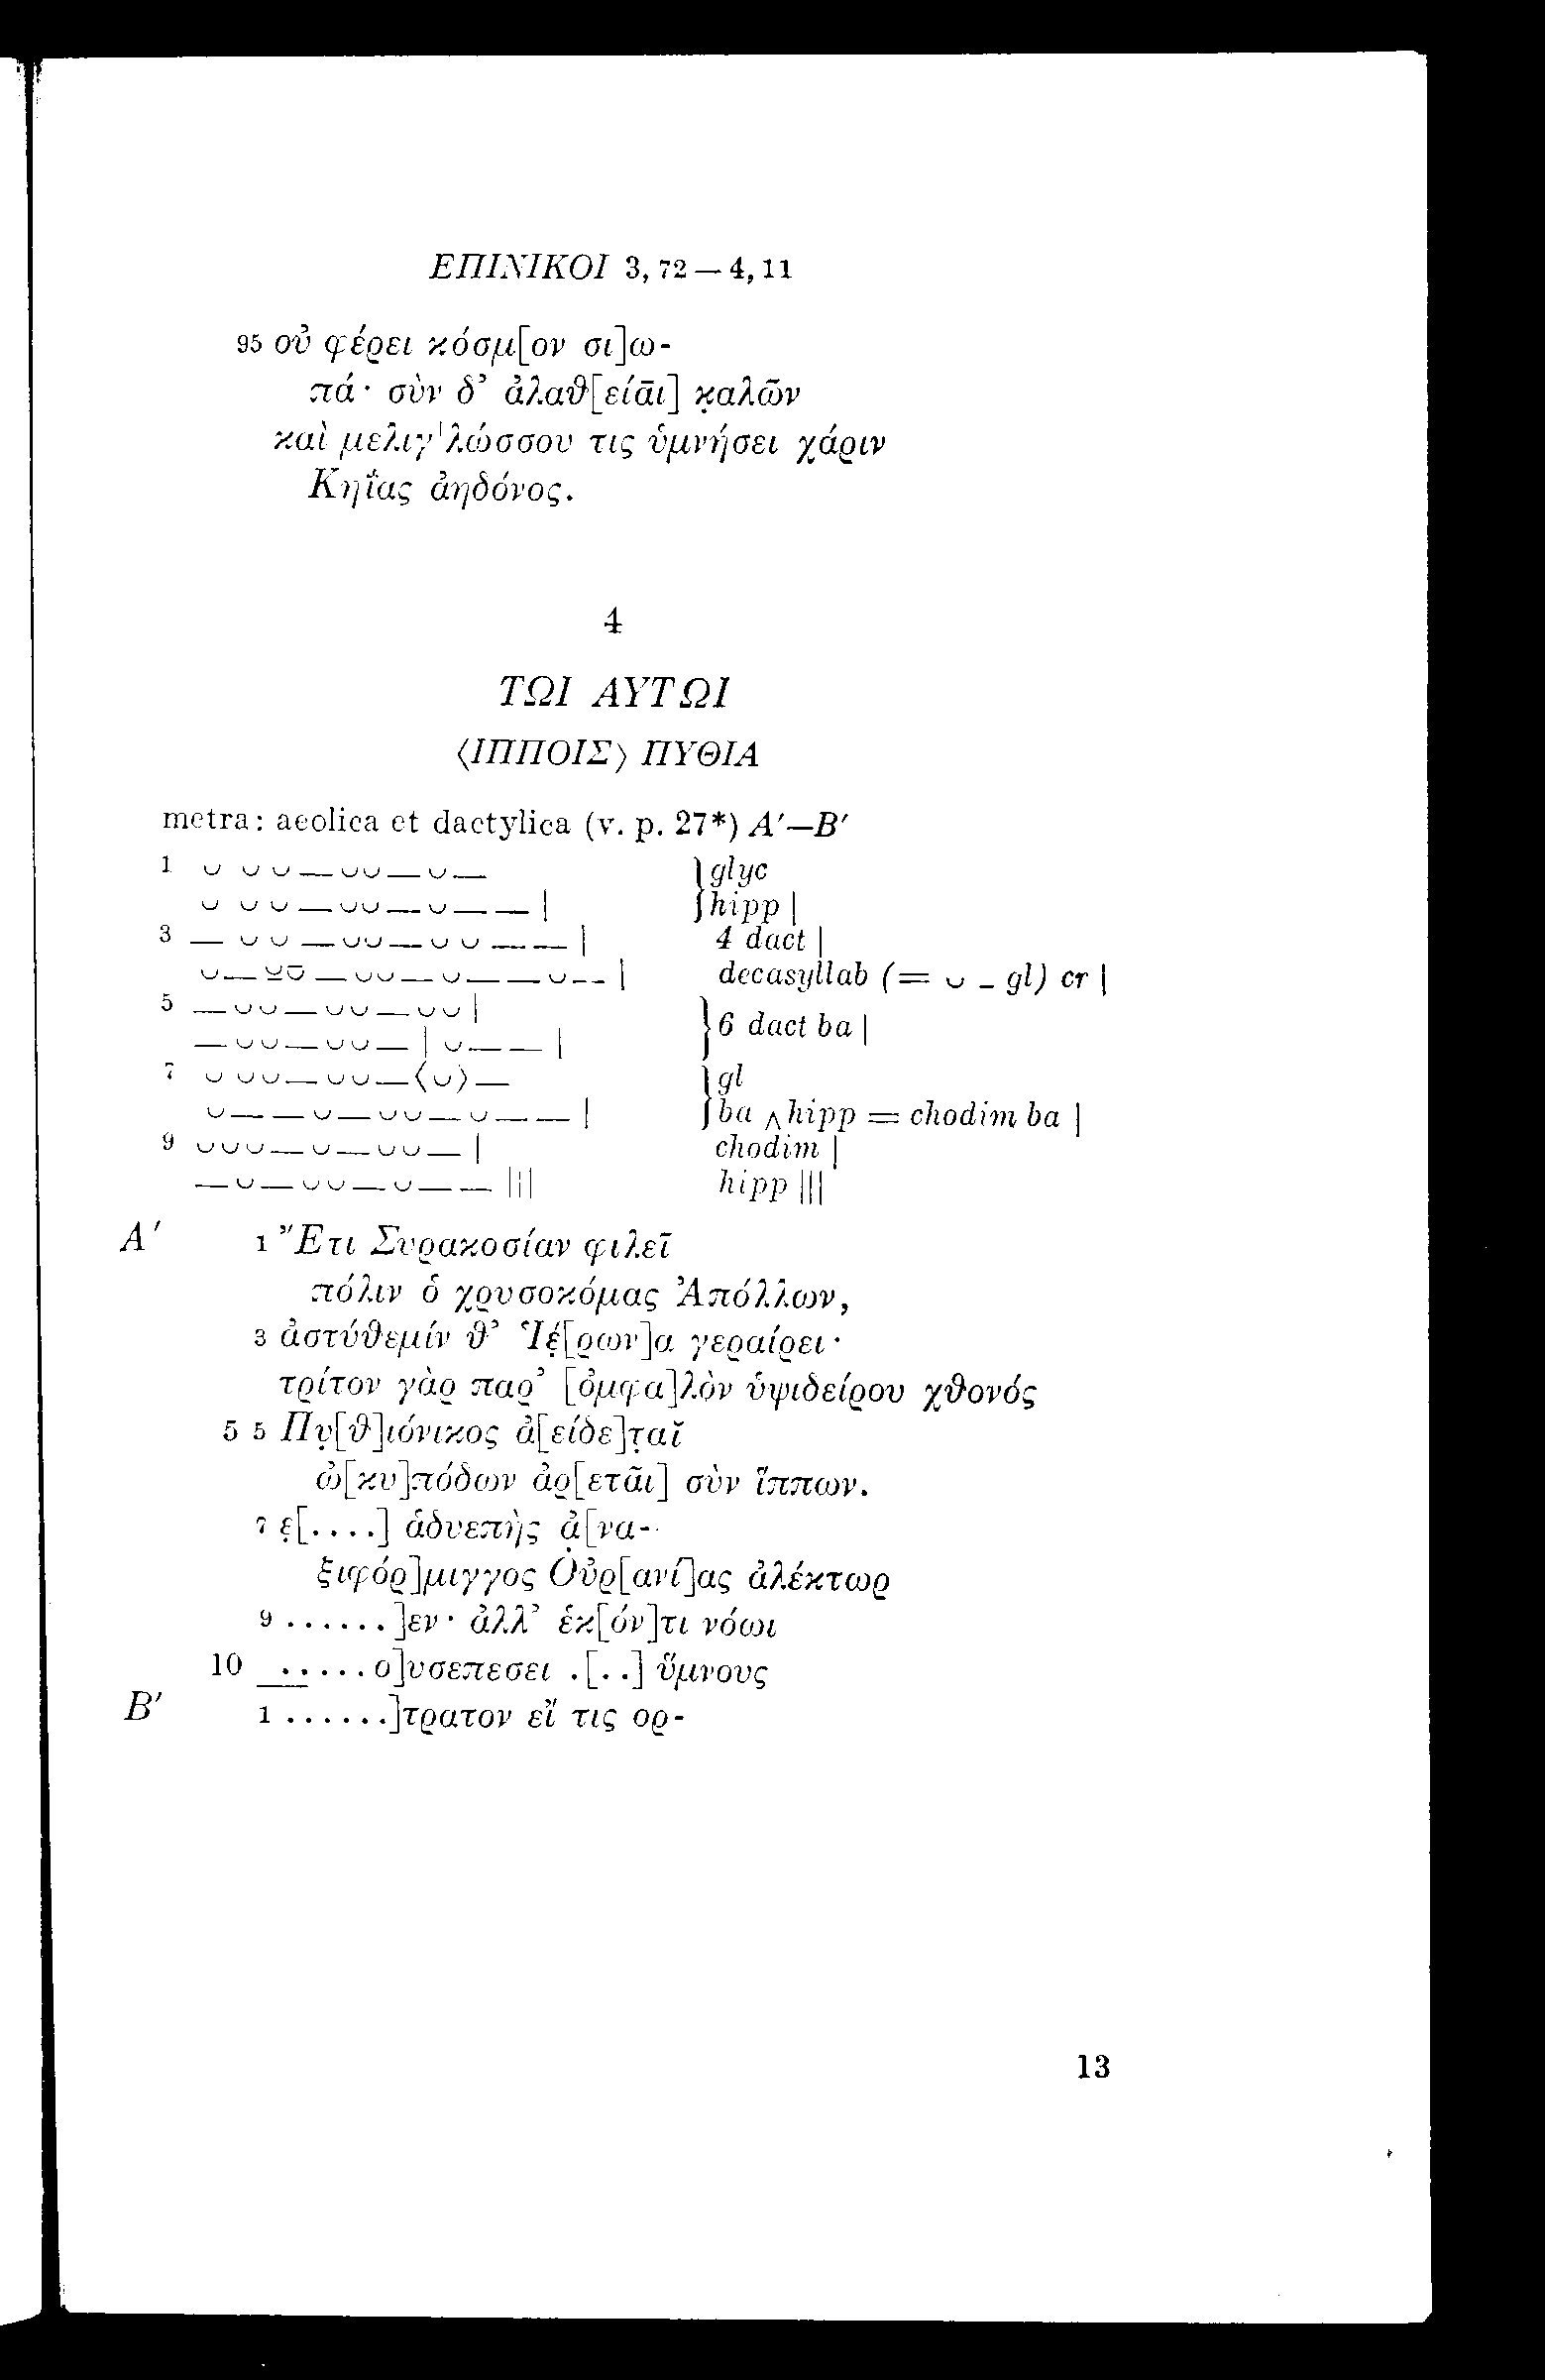 ΕΠΙΝΙΚΟΙ 3, 72 — 4, 11
95 οὐ φέρει κόσμ[ον σι]ω-
πά· σὺν δ’ ἀλαθ[είᾱι] κ̣αλῶν
καὶ μελιγ'λώσσου τις ὑμνήσει χάριν
Κηΐας ἀηδόνος.
4
ΤΩΙ ΑΥΤΩΙ
⟨ΙΠΠΟΙΣ⟩ ΠΥΘΙΑ
metra: aeolica et dactylica (v. p. 27*) Α′—Β′
1 ᴗ ᴗ ᴗ — ᴗ ᴗ — ᴗ — } glyc
ᴗ ᴗ ᴗ — ᴗ ᴗ — ᴗ — — | } hipp |
3 — ᴗ ᴗ — ᴗ ᴗ — ᴗ ᴗ — — | 4 dact |
ᴗ — ᴗ̲ ᴗ̅ — ᴗ ᴗ — ᴗ — — ᴗ – – | decasyllab (= ᴗ – gl) cr |
5 — ᴗ ᴗ — ᴗ ᴗ — ᴗ ᴗ |
} 6 dact ba |
— ᴗ ᴗ — ᴗ ᴗ — | ᴗ — — |
7 ᴗ ᴗ ᴗ — ᴗ ᴗ — ⟨ᴗ⟩ — } gl
ᴗ — — ᴗ — ᴗ ᴗ — ᴗ — — | } ba ‸hipp = chodim ba |
9 ᴗ ᴗ ᴗ — ᴗ — ᴗ ᴗ — | chodim |
— ᴗ — ᴗ ᴗ — ᴗ — — ||| hipp |||
Α′ 1 Ἔτι Συρακοσίαν φιλεῖ
πόλιν ὁ χρυσοκόμας Ἀπόλλων,
3 ἀστύθεμίν θ’ Ἱέ̣[ρων]α γεραίρει·
τρίτον γὰρ παρ’ [ὀμφα]λὸ̣ν ὑψιδείρου χθονός
5 5 Πυ̣[θ]ιόνικος ἀ[είδε]τ̣αῐ
ὠ[κυ]πόδων ἀρ[ετᾶι] σὺν ἵππων.
7 ε̣[. . . .] ἁδυεπὴς ἀ̣[να-
ξιφόρ]μιγγος Οὐρ[ανί]ας ἀλέκτωρ
9 . . . . . . ]εν· ἀλλ’ ἑκ[όν]τι νόωι
10 . . . . . ο]υσεπεσει .[. .] ὕμνους
Β′ 1 . . . . . .]τρατον εἴ τις ορ-
13